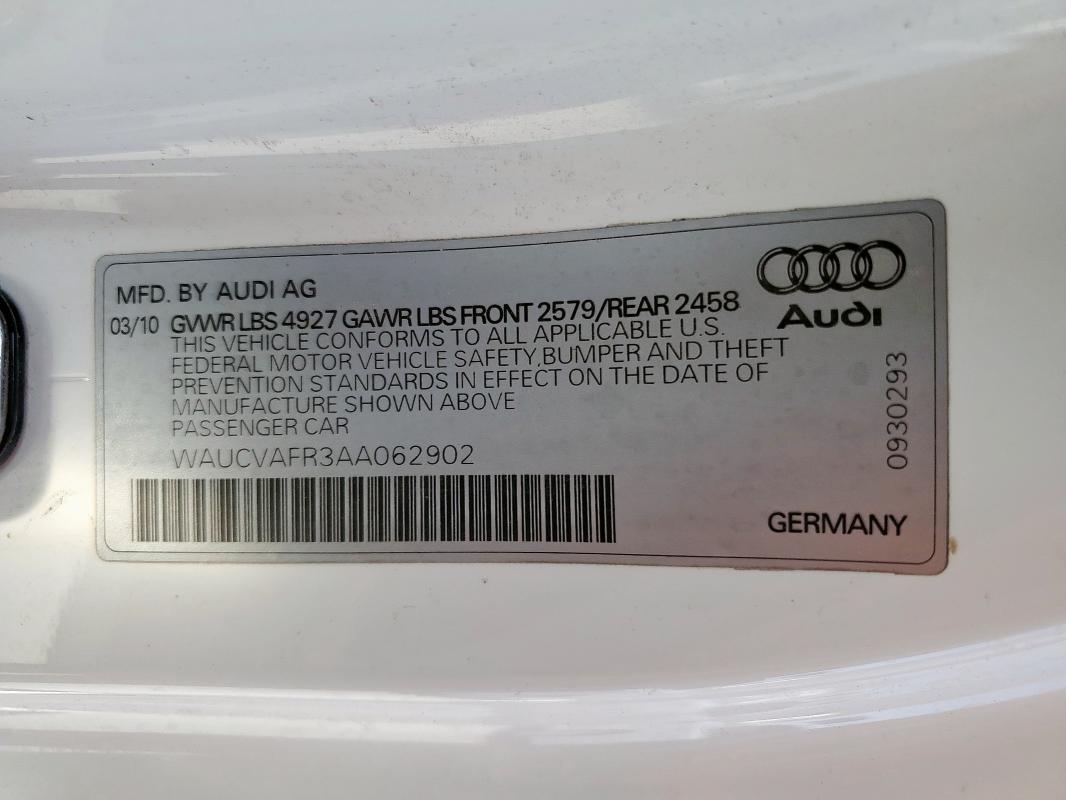 MFD. BY AUDI AG
03/10 GVWR LBS 4927 GAWR LBS FRONT 2579/REAR 2458
THIS VEHICLE CONFORMS TO ALL APPLICABLE U.S.
FEDERAL MOTOR VEHICLE SAFETY, BUMPER AND THEFT
PREVENTION STANDARDS IN EFFECT ON THE DATE OF
MANUFACTURE SHOWN ABOVE
PASSENGER CAR
WAUCVAFR3AA062902
GERMANY
Audi
0930293